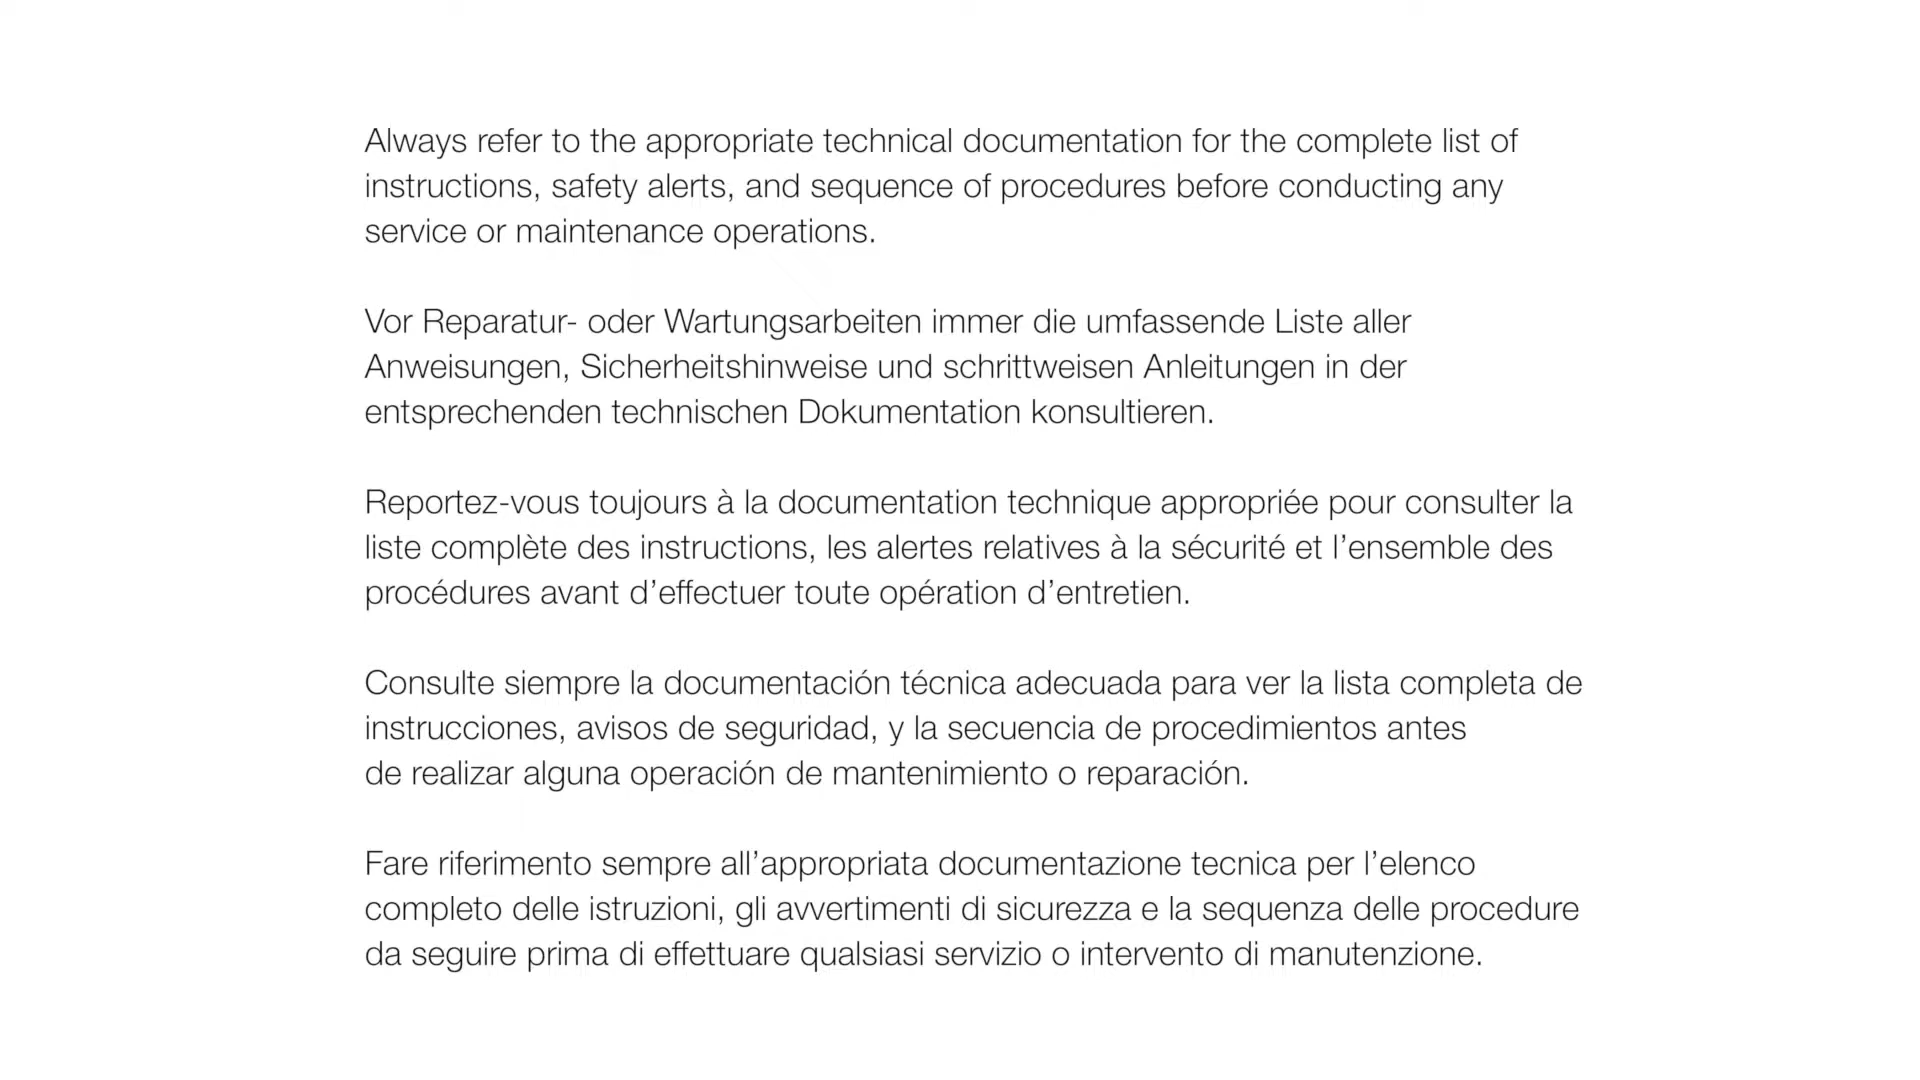 Always refer to the appropriate technical documentation for the complete list of
instructions, safety alerts, and sequence of procedures before conducting any
service or maintenance operations.
Vor Reparatur- oder Wartungsarbeiten immer die umfassende Liste aller
Anweisungen, Sicherheitshinweise und schrittweisen Anleitungen in der
entsprechenden technischen Dokumentation konsultieren.
Reportez-vous toujours à la documentation technique appropriée pour consulter la
liste complète des instructions, les alertes relatives à la sécurité et l’ensemble des
procédures avant d’effectuer toute opération d’entretien.
Consulte siempre la documentación técnica adecuada para ver la lista completa de
instrucciones, avisos de seguridad, y la secuencia de procedimientos antes
de realizar alguna operación de mantenimiento o reparación.
Fare riferimento sempre all’appropriata documentazione tecnica per l’elenco
completo delle istruzioni, gli avvertimenti di sicurezza e la sequenza delle procedure
da seguire prima di effettuare qualsiasi servizio o intervento di manutenzione.